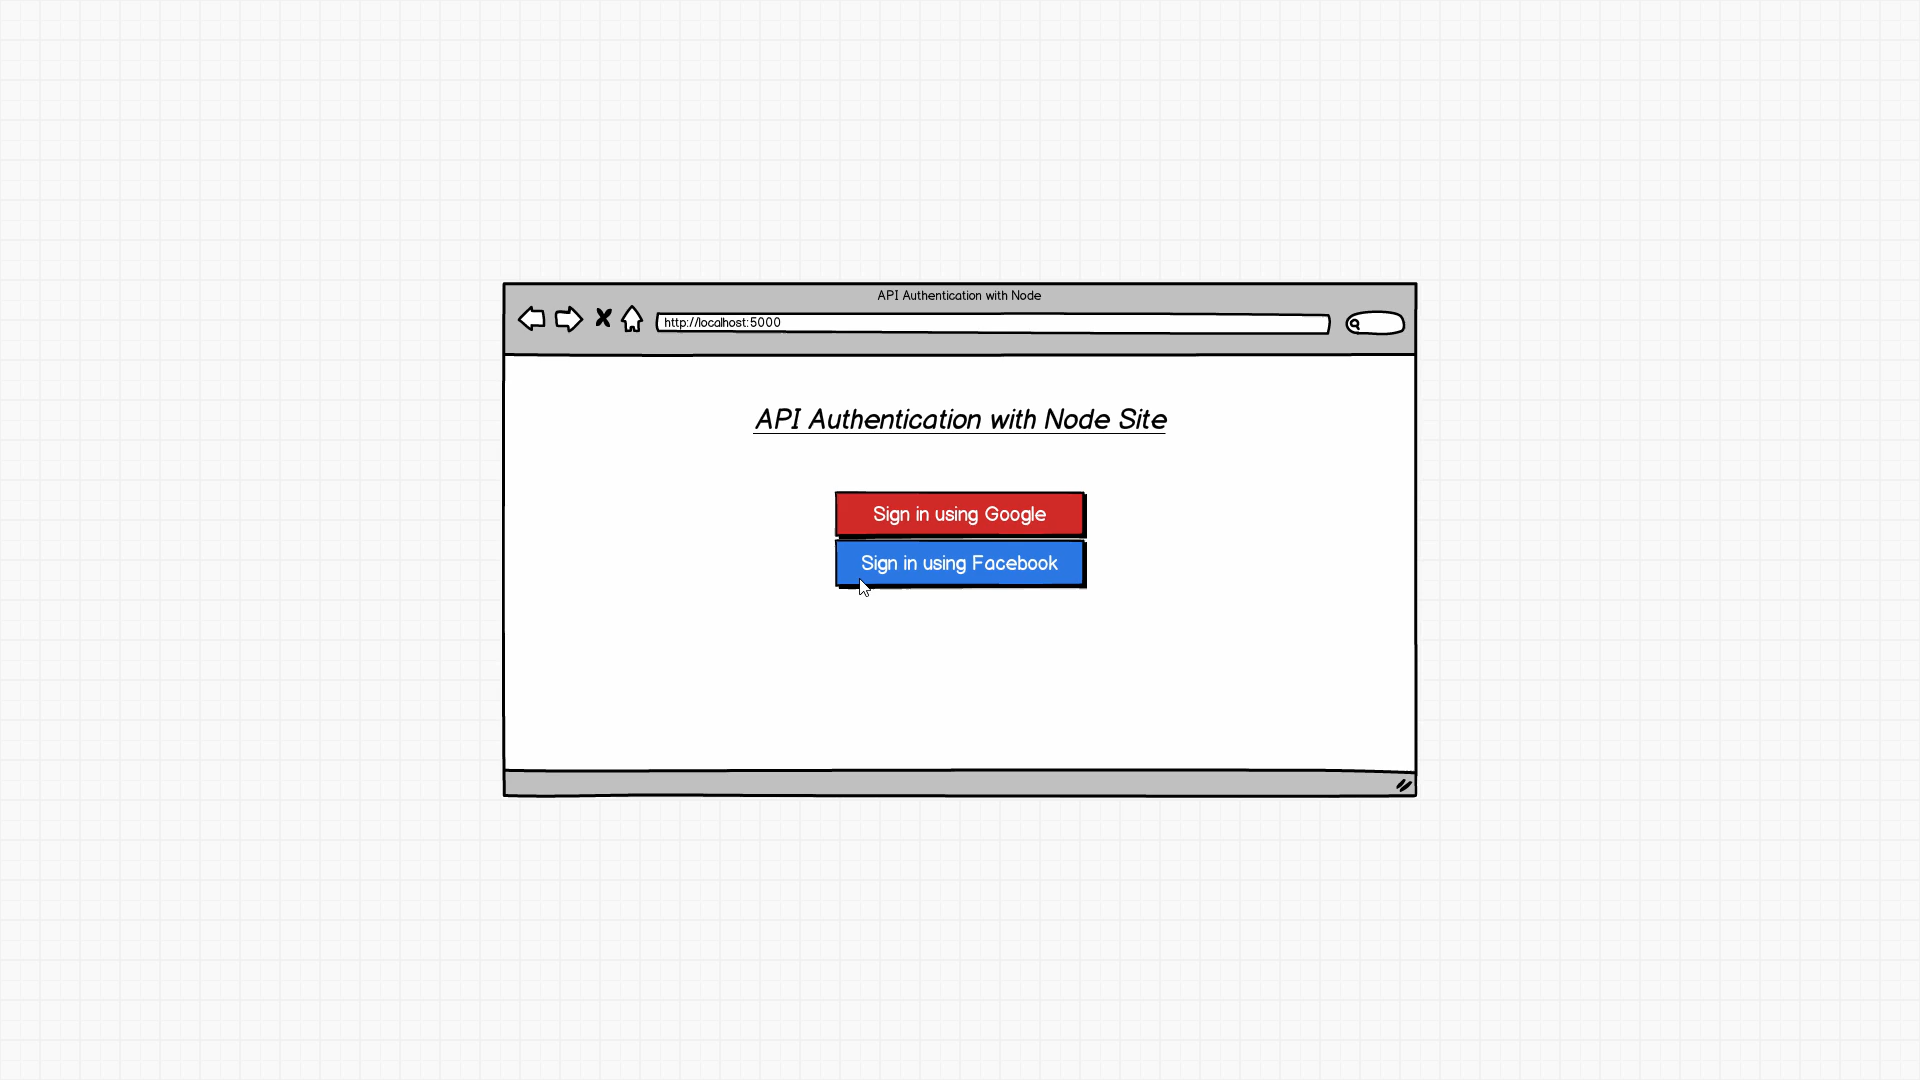 API Authentication with Node
http://localhost:5000
API Authentication with Node Site
Sign in using Google
Sign in using Facebook